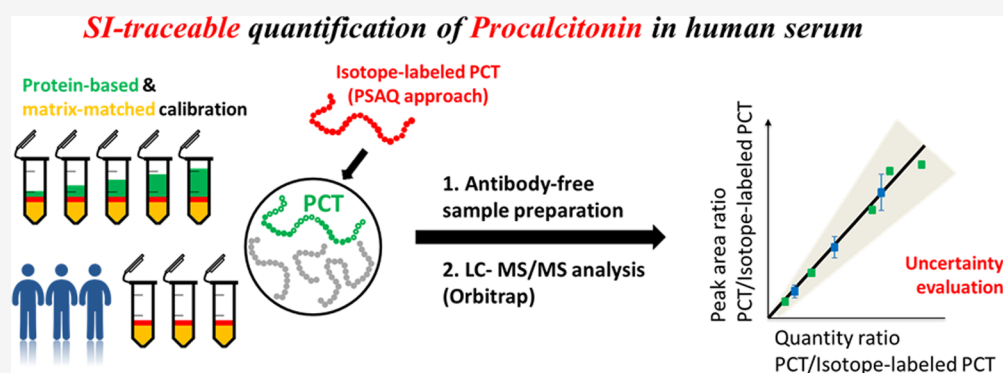 SI-traceable quantification of Procalcitonin in human serum
Protein-based &
matrix-matched calibration
Isotope-labeled PCT
(PSAQ approach)
PCT
1. Antibody-free
sample preparation
2. LC- MS/MS analysis
(Orbitrap)
Peak area ratio
PCT/Isotope-labeled PCT
Uncertainty
evaluation
Quantity ratio
PCT/Isotope-labeled PCT